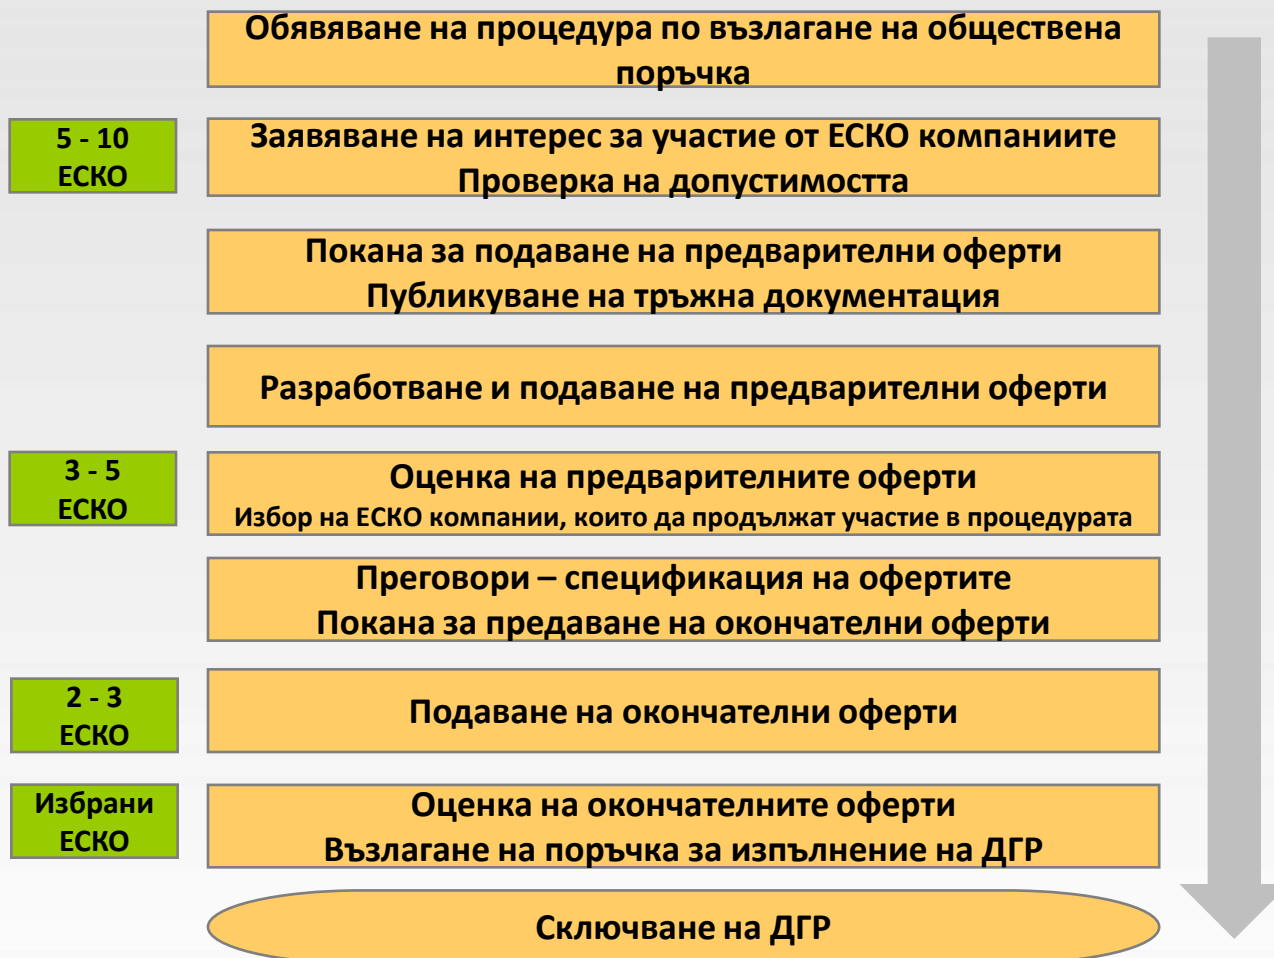 Обявяване на процедура по възлагане на обществена
поръчка
5 - 10
ЕСКО
Заявяване на интерес за участие от ЕСКО компаниите
Проверка на допустимостта
Покана за подаване на предварителни оферти
Публикуване на тръжна документация
Разработване и подаване на предварителни оферти
3 - 5
ЕСКО
Оценка на предварителните оферти
Избор на ЕСКО компании, които да продължат участие в процедурата
Преговори – спецификация на офертите
Покана за предаване на окончателни оферти
2 - 3
ЕСКО
Подаване на окончателни оферти
Избрани
ЕСКО
Оценка на окончателните оферти
Възлагане на поръчка за изпълнение на ДГР
Сключване на ДГР